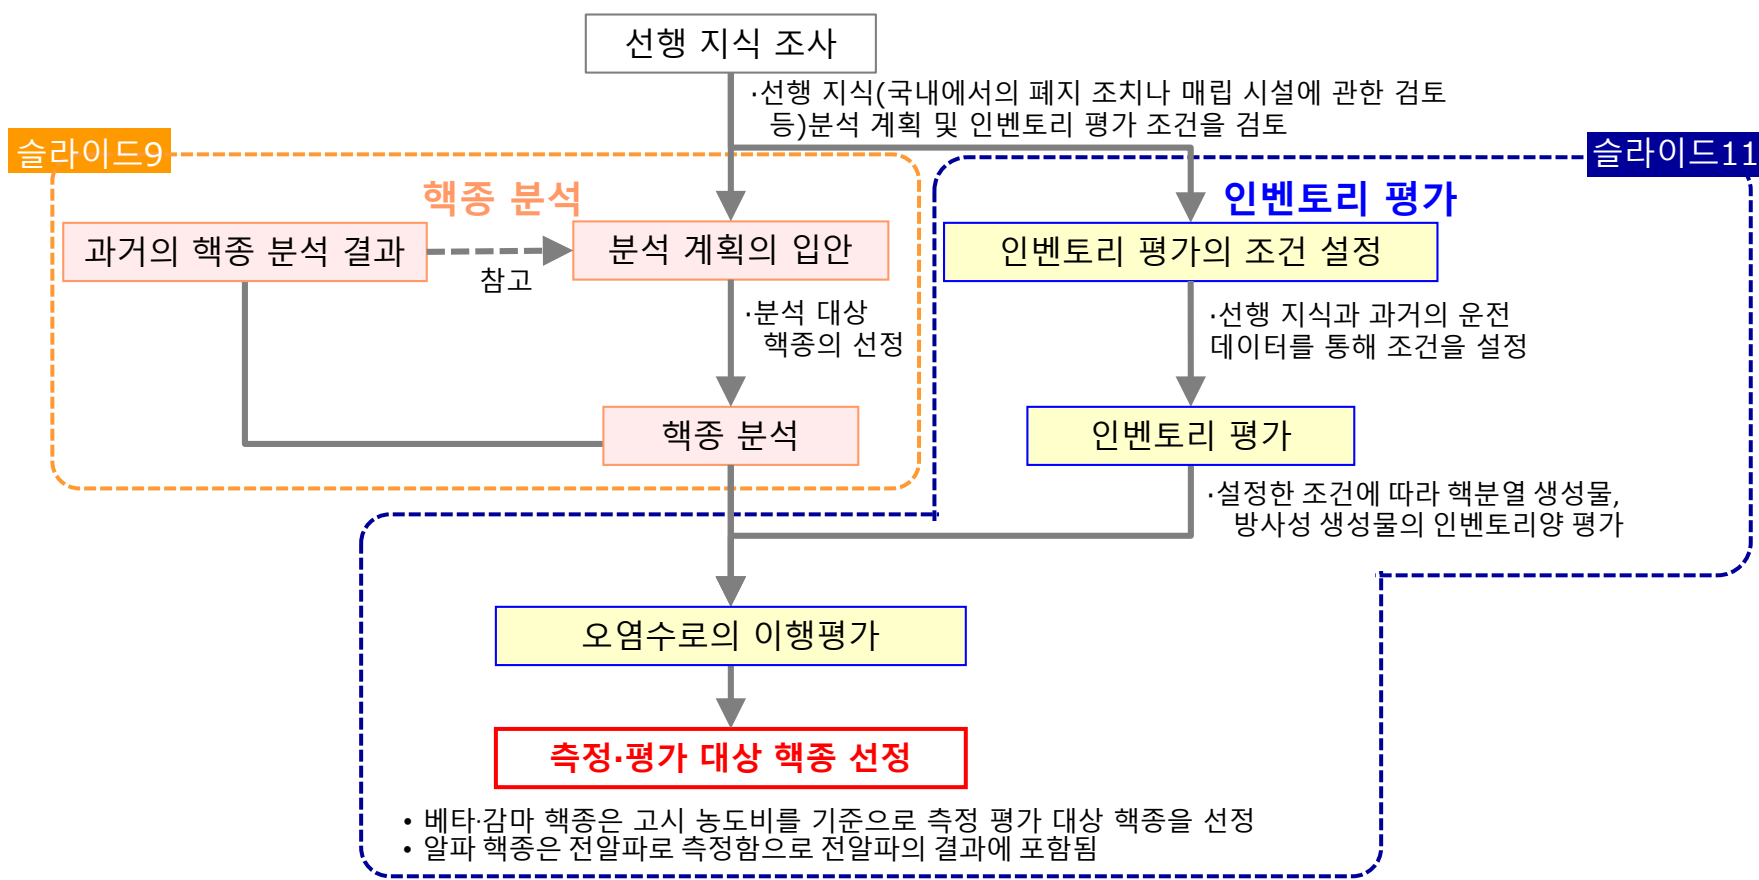 선행 지식 조사
·선행 지식(국내에서의 폐지 조치나 매립 시설에 관한 검토
등)분석 계획 및 인벤토리 평가 조건을 검토
슬라이드9
슬라이드11
핵종 분석
인벤토리 평가
과거의 핵종 분석 결과
참고
분석 계획의 입안
인벤토리 평가의 조건 설정
·분석 대상
핵종의 선정
·선행 지식과 과거의 운전
데이터를 통해 조건을 설정
핵종 분석
인벤토리 평가
·설정한 조건에 따라 핵분열 생성물,
방사성 생성물의 인벤토리양 평가
오염수로의 이행평가
측정·평가 대상 핵종 선정
• 베타·감마 핵종은 고시 농도비를 기준으로 측정 평가 대상 핵종을 선정
• 알파 핵종은 전알파로 측정함으로 전알파의 결과에 포함됨